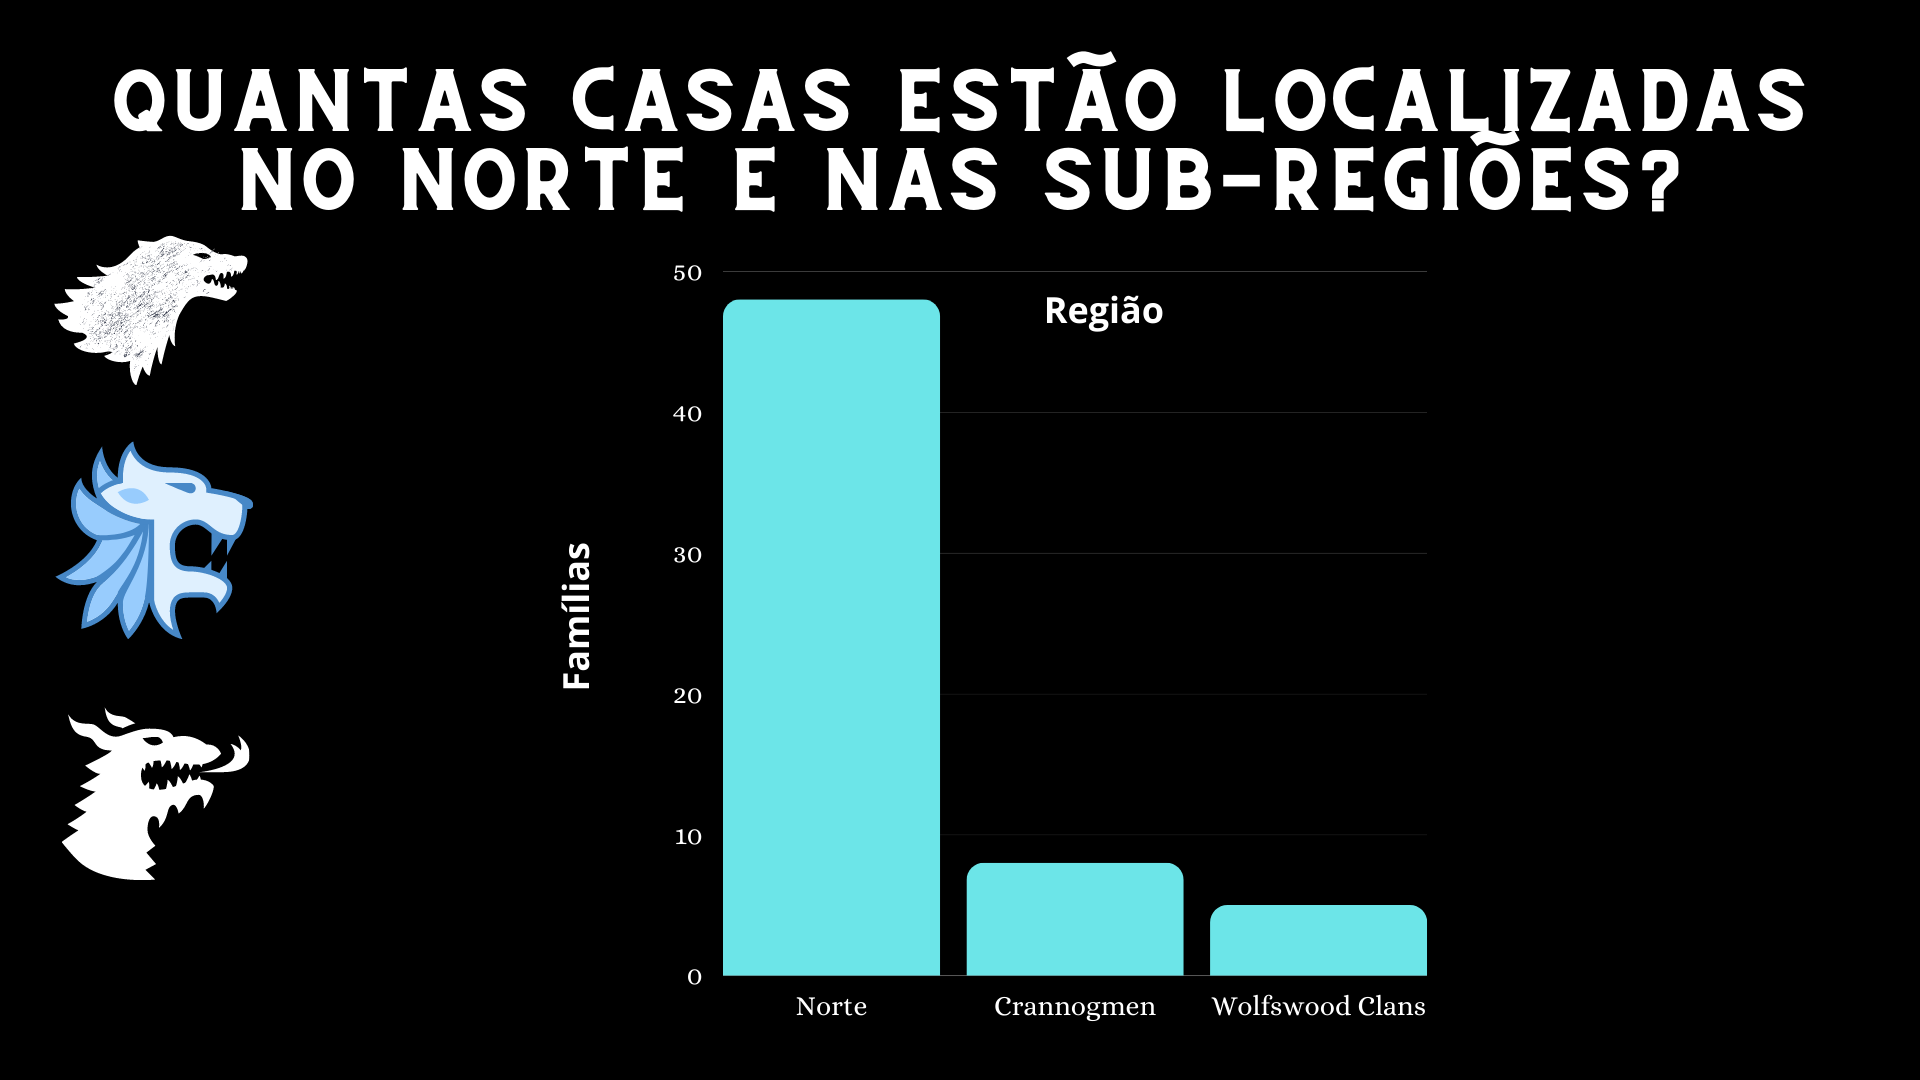 QUANTAS CASAS ESTÃO LOCALIZADAS
NO NORTE E NAS SUB-REGIÕES?
Região
Famílias
50
40
30
20
10
0
Norte
Crannogmen
Wolfswood Clans